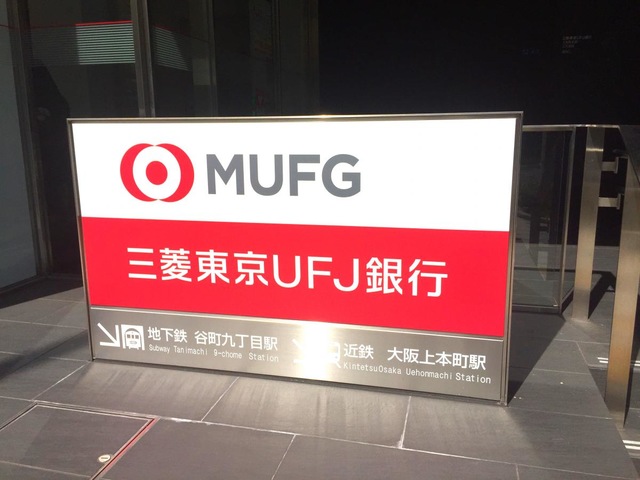 MUFG
三菱東京UFJ銀行
地下鉄 谷町九丁目駅
Subway Tanimachi 9-chome Station
近鉄 大阪上本町駅
KintetsuOsaka Uehonmachi Station